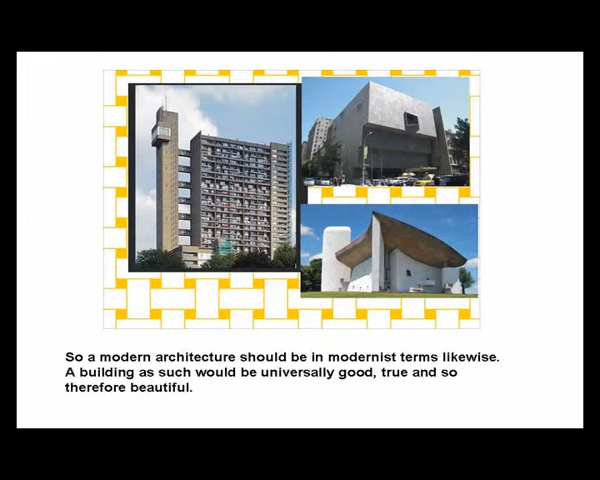 So a modern architecture should be in modernist terms likewise.
A building as such would be universally good, true and so
therefore beautiful.